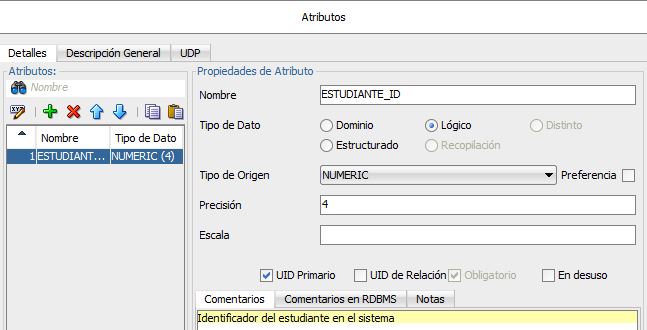 Atributos
Detalles Descripción General UDP
Atributos:
Nombre
Nombre Tipo de Dato
1 ESTUDIANT... NUMERIC (4)
Propiedades de Atributo
Nombre ESTUDIANTE_ID
Tipo de Dato Dominio Lógico Distinto
Estructurado Recopilación
Tipo de Origen NUMERIC Preferencia
Precisión 4
Escala
UID Primario UID de Relación Obligatorio En desuso
Comentarios Comentarios en RDBMS Notas
Identificador del estudiante en el sistema